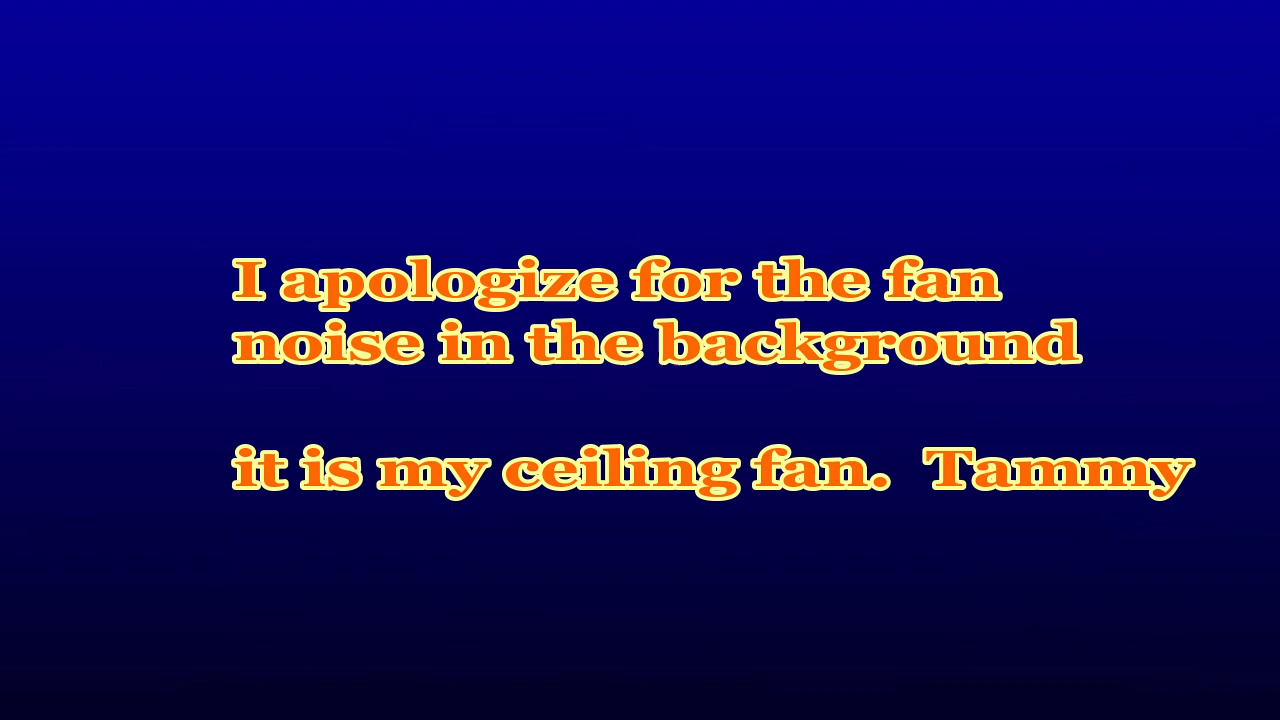 I apologize for the fan
noise in the background
it is my ceiling fan.  Tammy